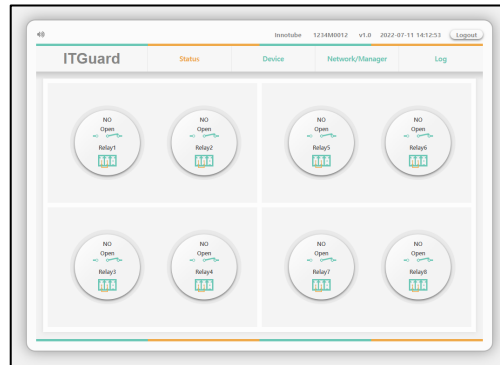 Innotube 1234M0012 v1.0 2022-07-11 14:12:53 Logout
ITGuard Status Device Network/Manager Log
NO NO NO NO
Open Open Open Open
Relay1 Relay2 Relay5 Relay6
NO NO NO NO
Open Open Open Open
Relay3 Relay4 Relay7 Relay8